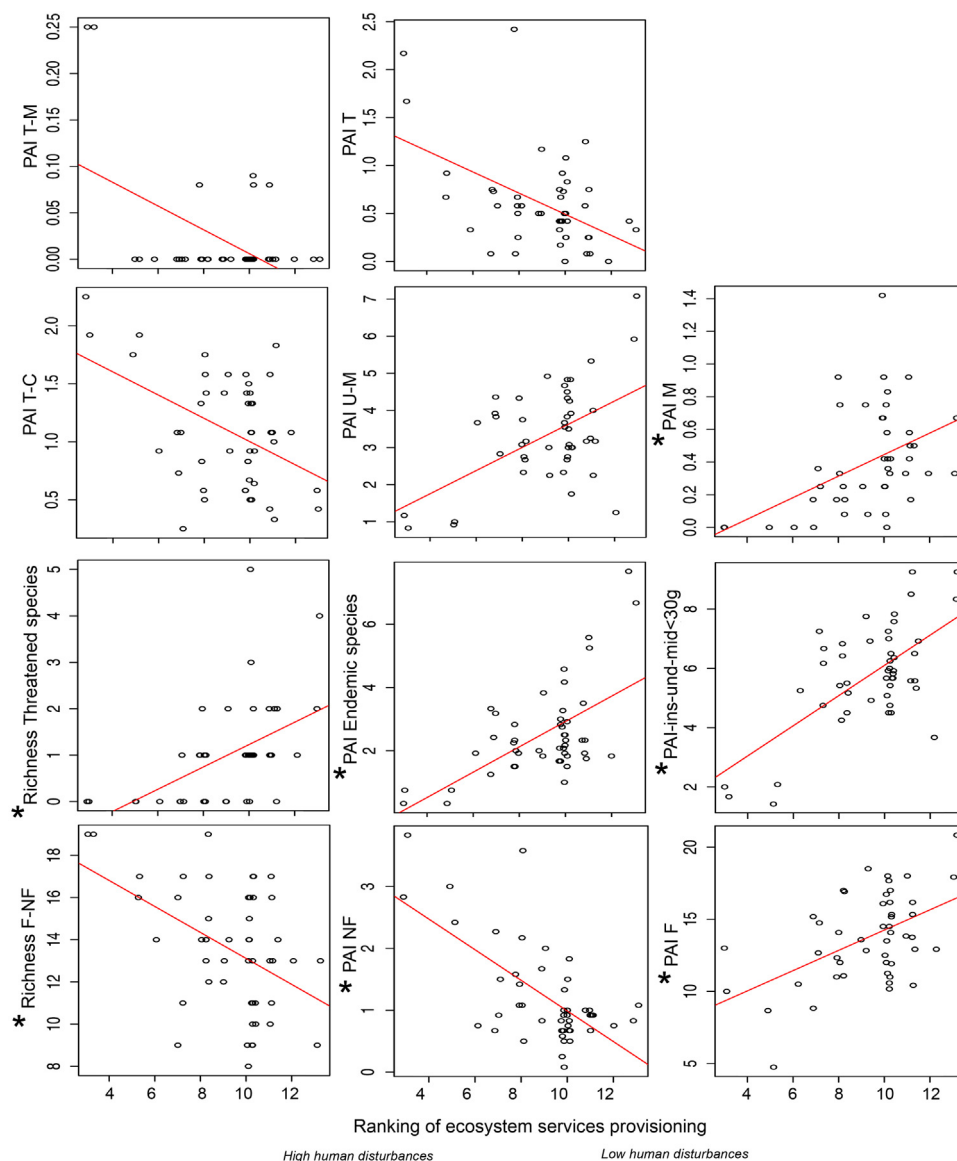 PAI T-M
0.00 0.05 0.10 0.15 0.20 0.25
PAI T
0.0 0.5 1.0 1.5 2.0 2.5
PAI T-C
0.5 1.0 1.5 2.0
PAI U-M
1 2 3 4 5 6 7
* PAI M
0.0 0.2 0.4 0.6 0.8 1.0 1.2 1.4
* Richness Threatened species
0 1 2 3 4 5
* PAI Endemic species
2 4 6
* PAI-ins-und-mid<30g
2 4 6 8
* Richness F-NF
8 10 12 14 16 18
4 6 8 10 12
* PAI NF
0 1 2 3
4 6 8 10 12
* PAI F
5 10 15 20
4 6 8 10 12
Ranking of ecosystem services provisioning
High human disturbances Low human disturbances